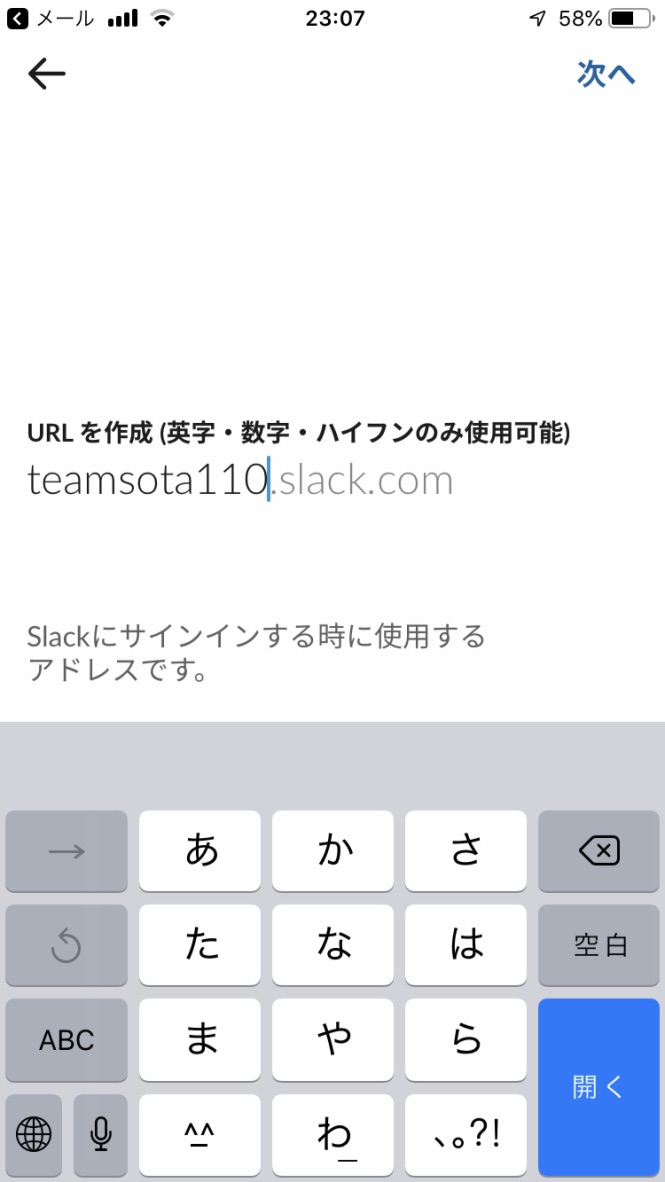 メール 23:07 58%
次へ
URL を作成 (英字・数字・ハイフンのみ使用可能)
teamsota110.slack.com
Slackにサインインする時に使用する
アドレスです。
→ あ か さ
た な は 空白
ABC ま や ら
^^ わ_ 、。?! 開く